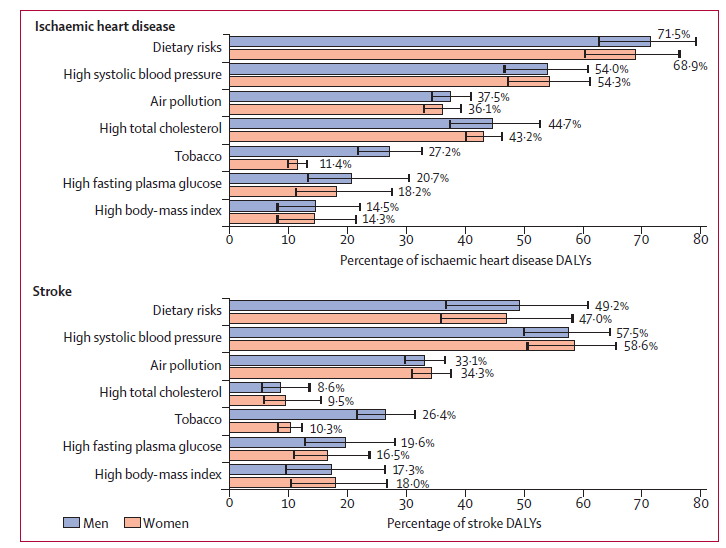 Ischaemic heart disease
Dietary risks
71·5%
68·9%
High systolic blood pressure
54·0%
54·3%
Air pollution
37·5%
36·1%
High total cholesterol
44·7%
43·2%
Tobacco
27·2%
11·4%
High fasting plasma glucose
20·7%
18·2%
High body-mass index
14·5%
14·3%
0 10 20 30 40 50 60 70 80
Percentage of ischaemic heart disease DALYs
Stroke
Dietary risks
49·2%
47·0%
High systolic blood pressure
57·5%
58·6%
Air pollution
33·1%
34·3%
High total cholesterol
8·6%
9·5%
Tobacco
26·4%
10·3%
High fasting plasma glucose
19·6%
16·5%
High body-mass index
17·3%
18·0%
0 10 20 30 40 50 60 70 80
Men Women
Percentage of stroke DALYs